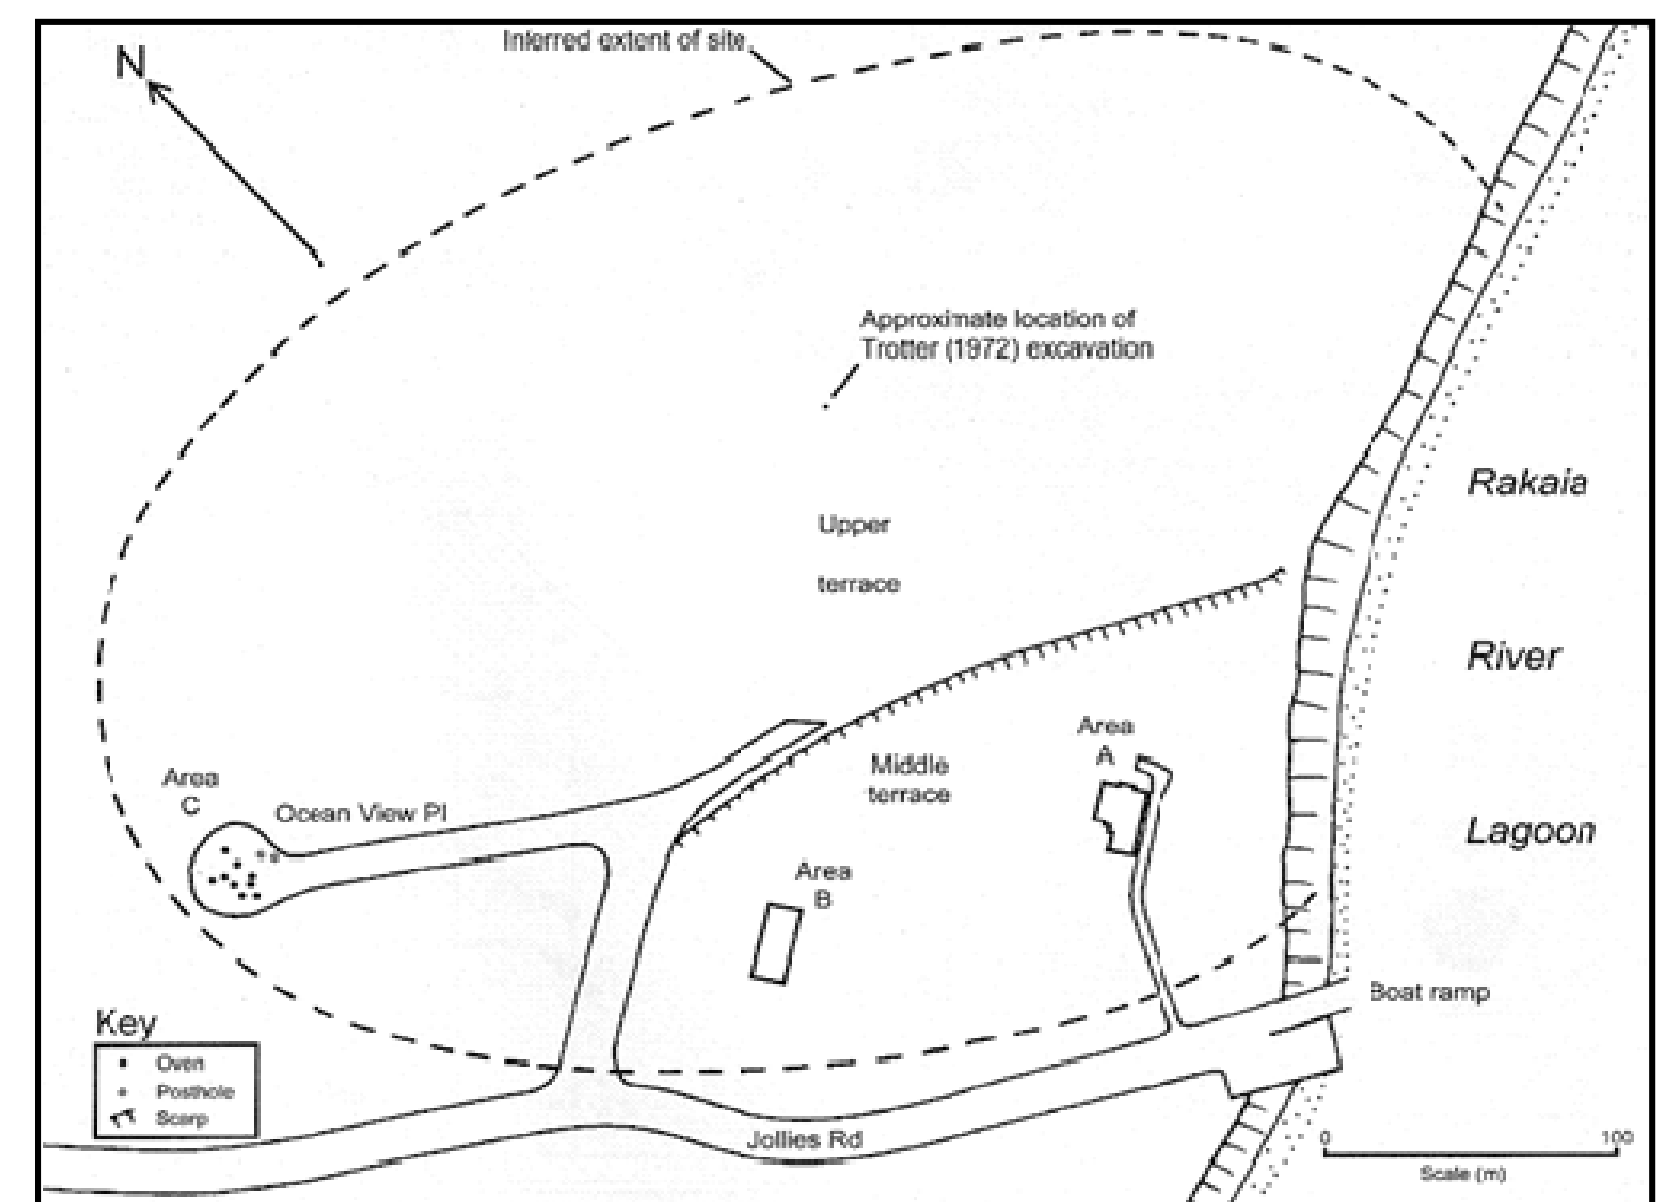 Inferred extent of site
N
Approximate location of
Trotter (1972) excavation
Upper
terrace
Rakaia
River
Lagoon
Area
A
Middle
terrace
Area
C
Ocean View Pl
Area
B
Boat ramp
Key
Oven
Posthole
Scarp
Jollies Rd
0 100
Scale (m)